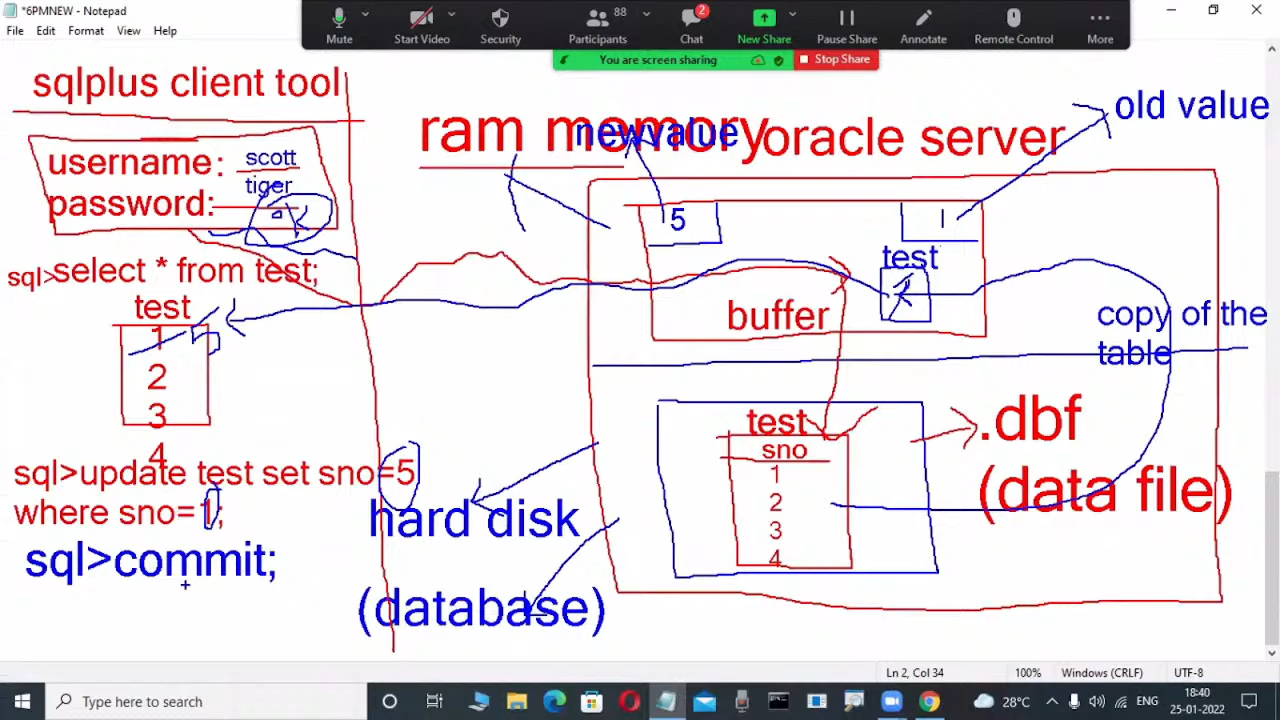 *6PMNEW - Notepad
File Edit Format View Help
Mute Start Video Security Participants 88 Chat 2 New Share Pause Share Annotate Remote Control More
You are screen sharing Stop Share
sqlplus client tool
username: scott
password: tiger
sql>select * from test;
test
1 5
2
3
4
sql>update test set sno=5
where sno=1;
sql>commit;
ram memory
newvalue
oracle server
old value
5
1
test
buffer
copy of the
table
test
sno
1
2
3
4
.dbf
(data file)
hard disk
(database)
Ln 2, Col 34 100% Windows (CRLF) UTF-8
Type here to search
28°C ENG 18:40
25-01-2022